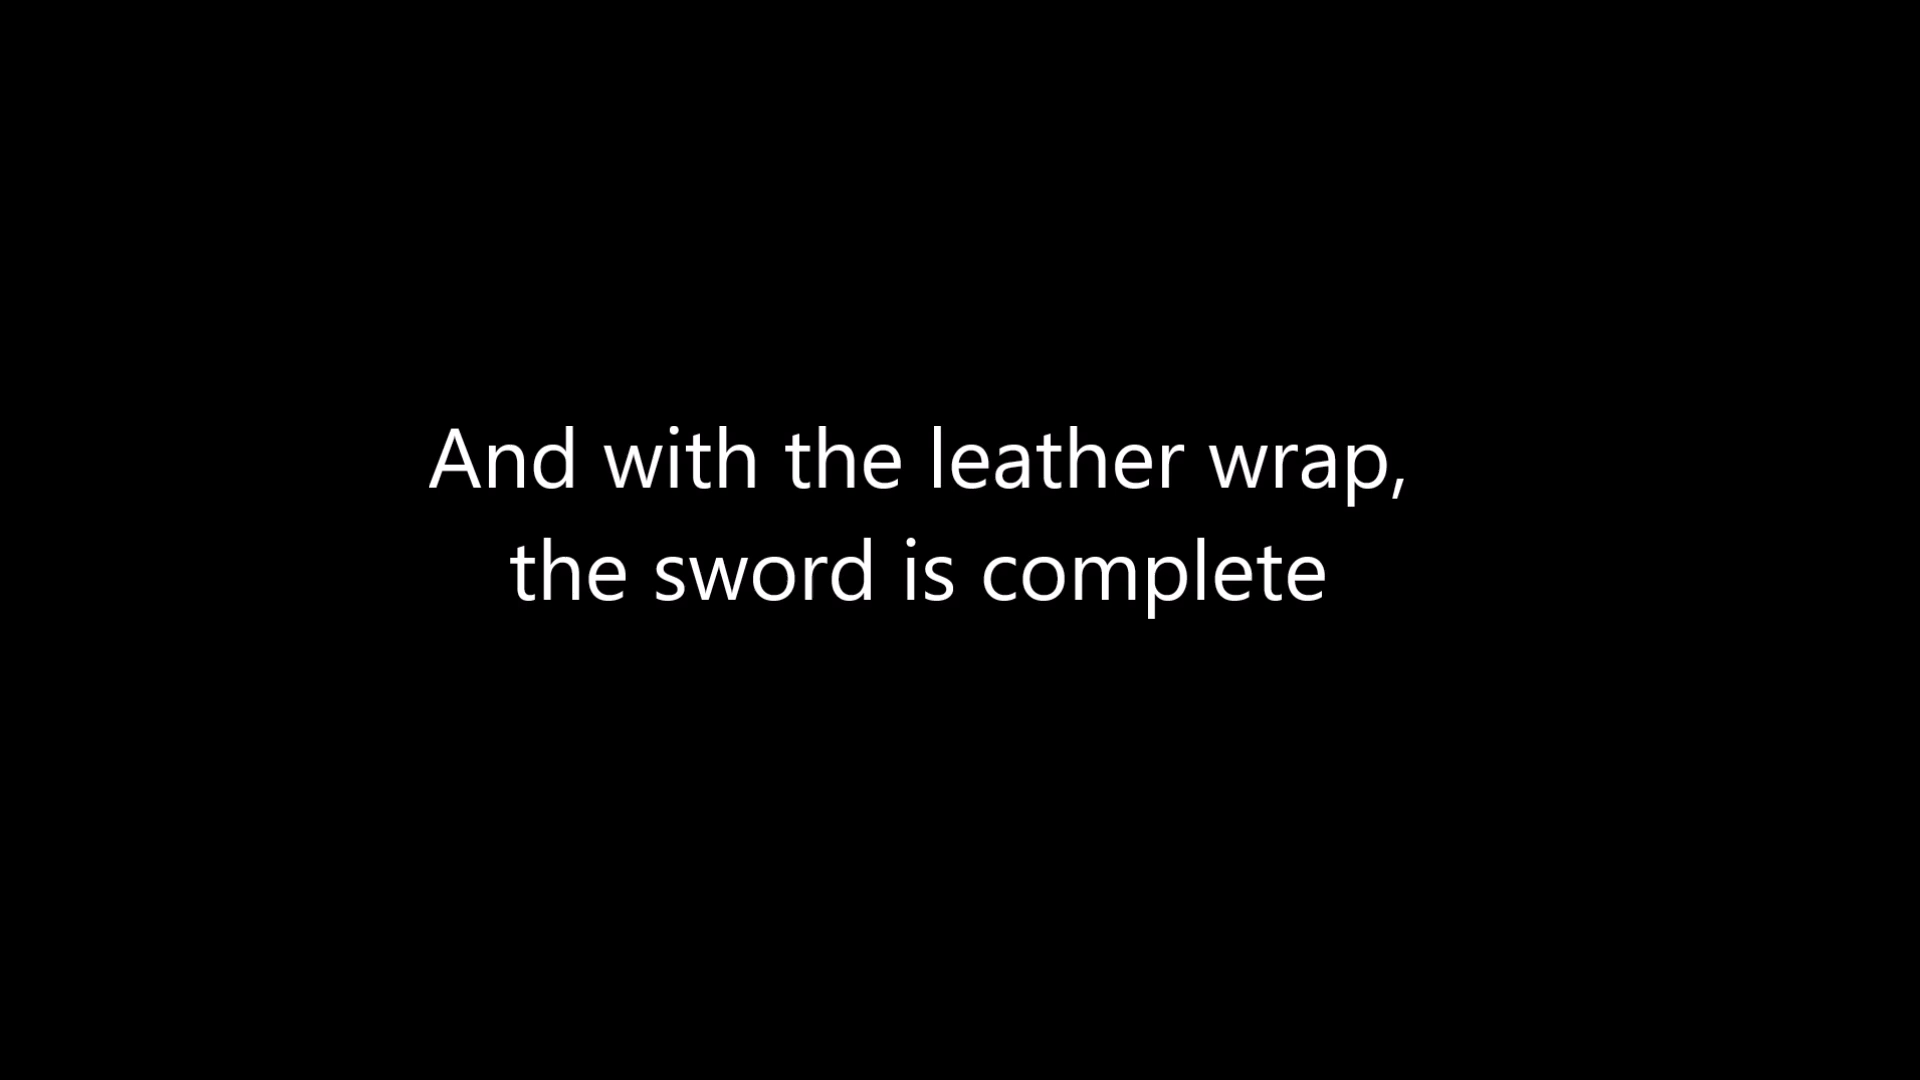 And with the leather wrap,
the sword is complete